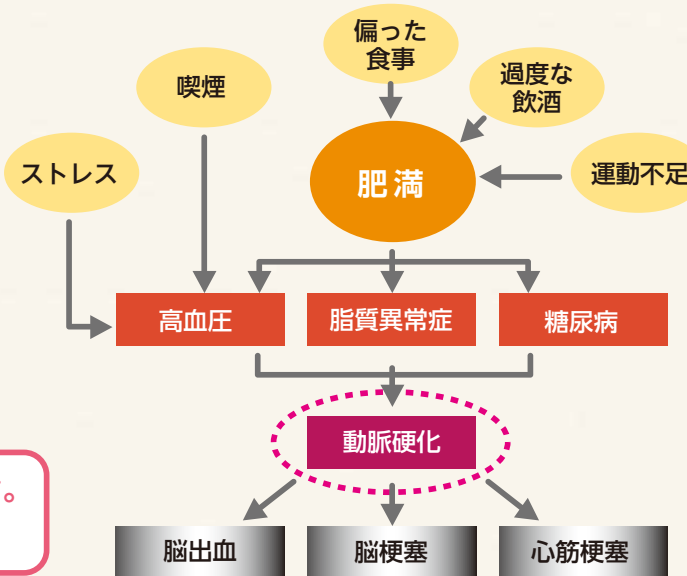 偏った
食事
過度な
飲酒
喫煙
ストレス
肥満
運動不足
高血圧
脂質異常症
糖尿病
動脈硬化
。
脳出血
脳梗塞
心筋梗塞